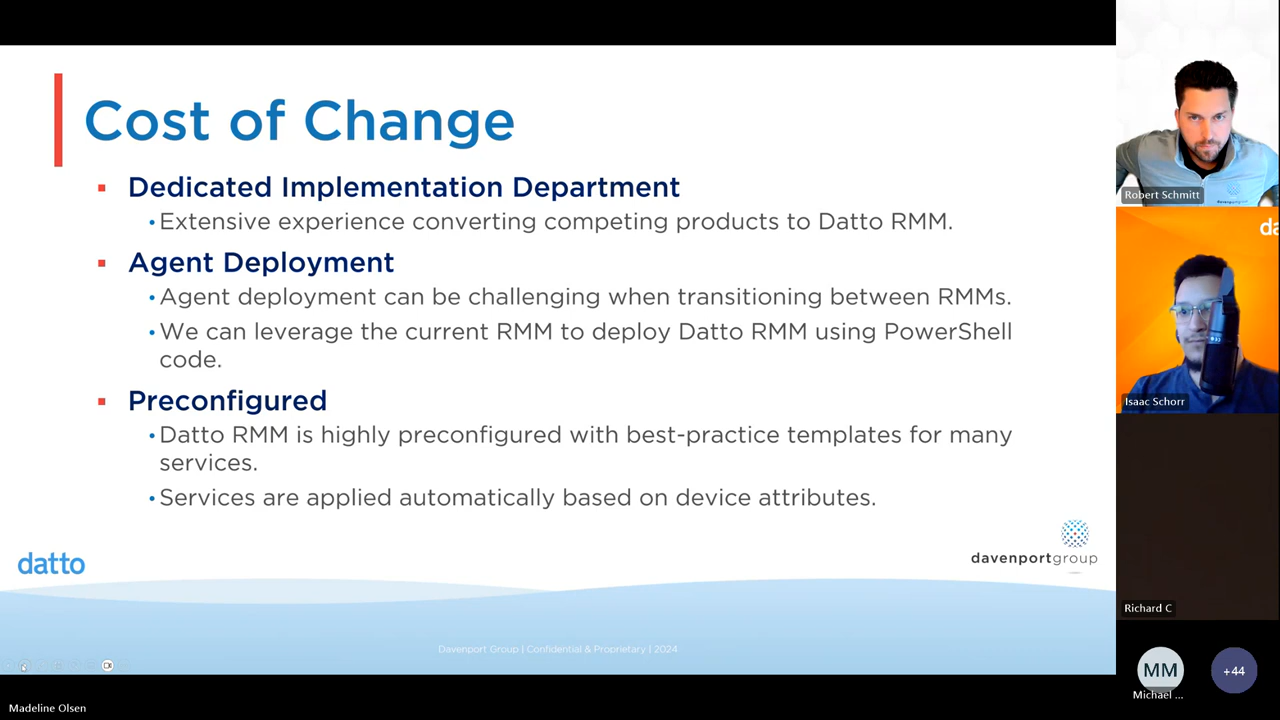 Cost of Change
▪ Dedicated Implementation Department
• Extensive experience converting competing products to Datto RMM.
▪ Agent Deployment
• Agent deployment can be challenging when transitioning between RMMs.
• We can leverage the current RMM to deploy Datto RMM using PowerShell
code.
▪ Preconfigured
• Datto RMM is highly preconfigured with best-practice templates for many
services.
• Services are applied automatically based on device attributes.
datto
davenportgroup
Davenport Group | Confidential & Proprietary | 2024
Madeline Olsen
Robert Schmitt
da
Isaac Schorr
Richard C
MM
+44
Michael ...